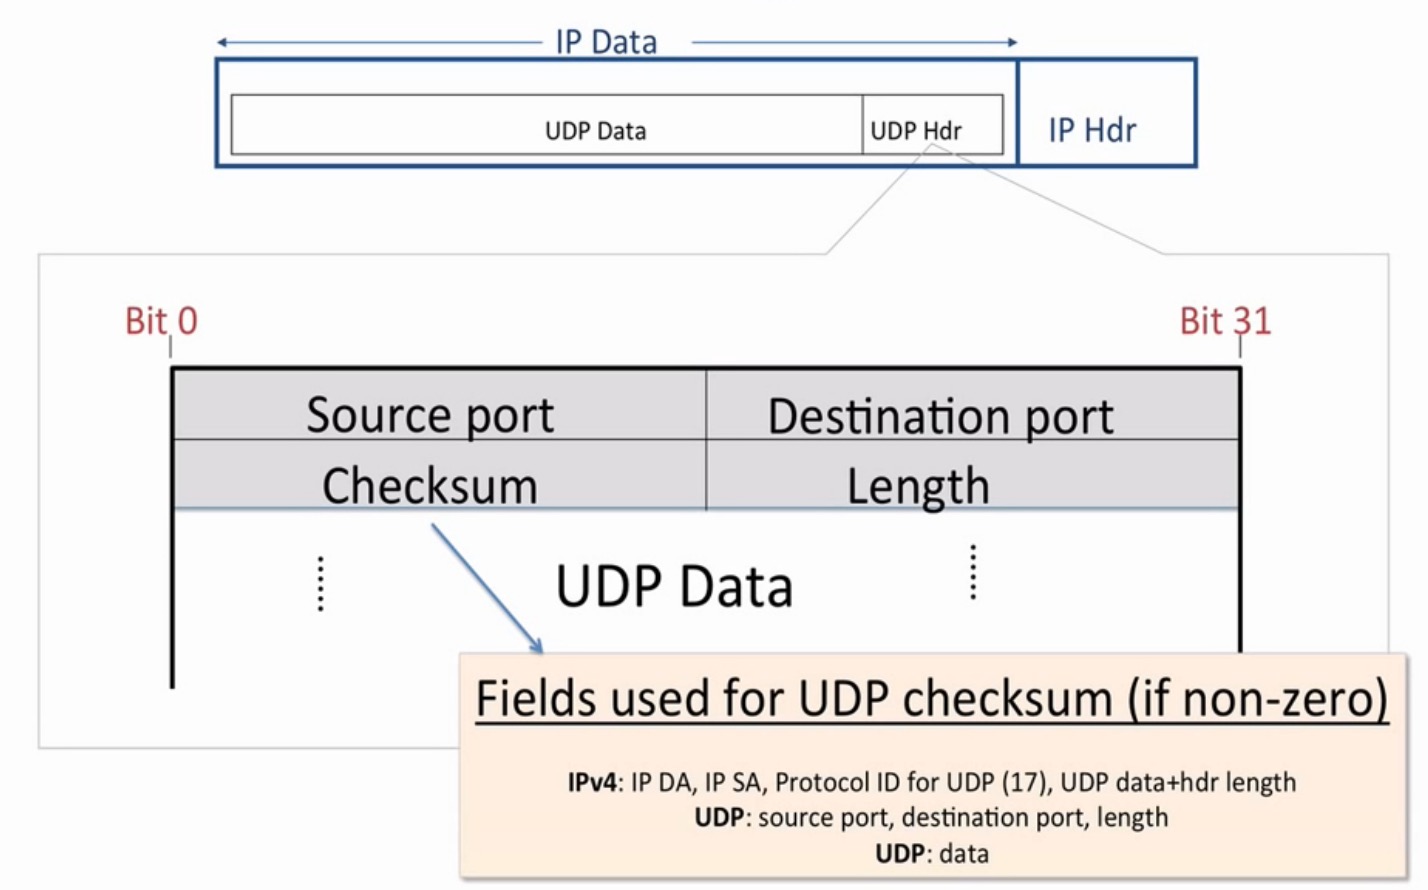 IP Data
UDP Data
UDP Hdr
IP Hdr
Bit 0
Bit 31
Source port
Destination port
Checksum
Length
UDP Data
Fields used for UDP checksum (if non-zero)
IPv4: IP DA, IP SA, Protocol ID for UDP (17), UDP data+hdr length
UDP: source port, destination port, length
UDP: data